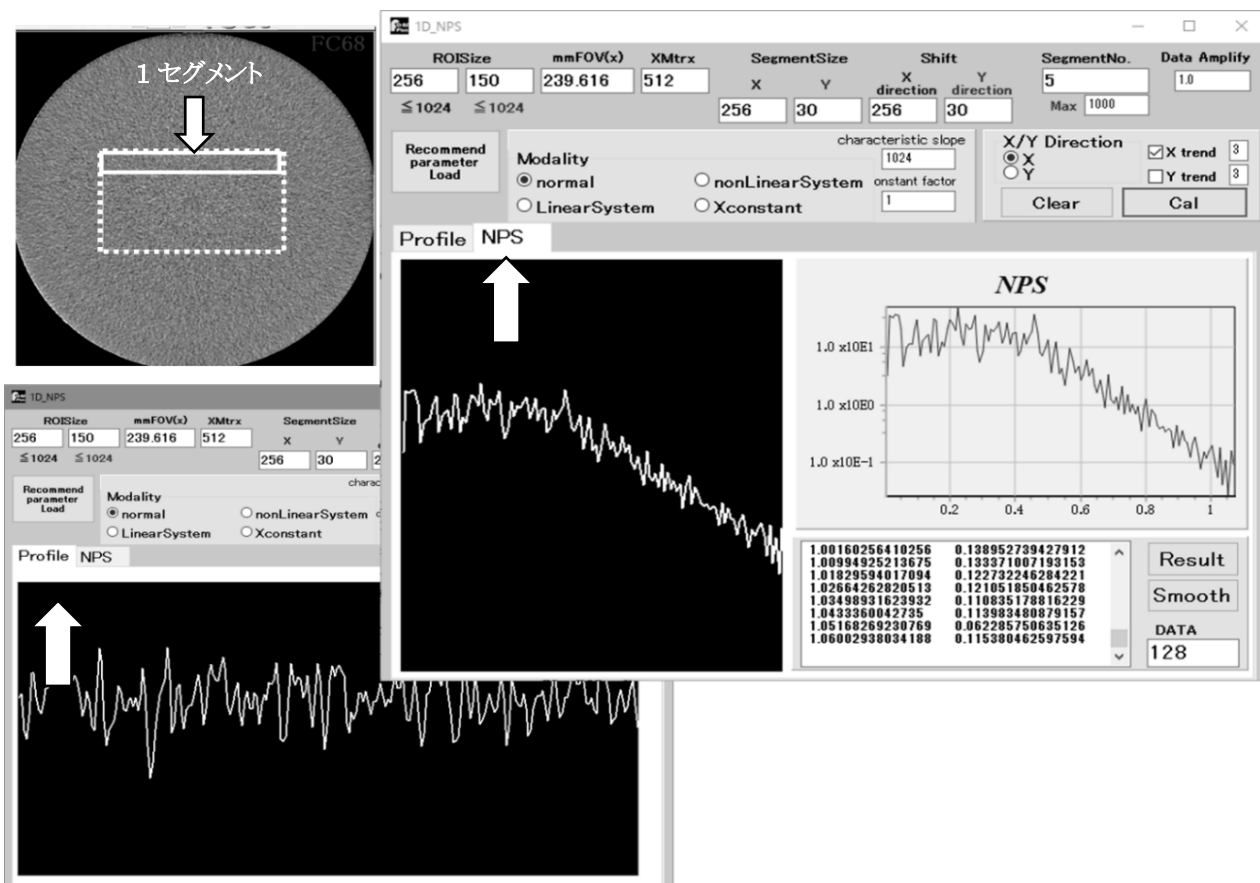 FC68
1セグメント
1D_NPS
ROISize mmFOV(x) XMtrx SegmentSize Shift SegmentNo. Data Amplify
256 150 239.616 512 X Y X direction Y direction 5 1.0
≦1024 ≦1024 256 30 256 30 Max 1000
Recommend parameter Load
characteristic slope
Modality 1024
normal nonLinearSystem onstant factor
LinearSystem Xconstant 1
X/Y Direction
X X trend 3
Y Y trend 3
Clear Cal
Profile NPS
NPS
1.0 x10E1
1.0 x10E0
1.0 x10E-1
0.2 0.4 0.6 0.8 1
1.00160256410256 0.138952739427912
1.00994925213675 0.133371007193153
1.01829594017094 0.122732246284221
1.02664262820513 0.121051850462578
1.03498931623932 0.110835178816229
1.0433360042735 0.113983480879157
1.05168269230769 0.062285750635126
1.06002938034188 0.115380462597594
Result
Smooth
DATA
128
1D_NPS
ROISize mmFOV(x) XMtrx SegmentSize
256 150 239.616 512 X Y
≦1024 ≦1024 256 30 2
Recommend parameter Load
charac
Modality
normal nonLinearSystem
LinearSystem Xconstant
Profile NPS